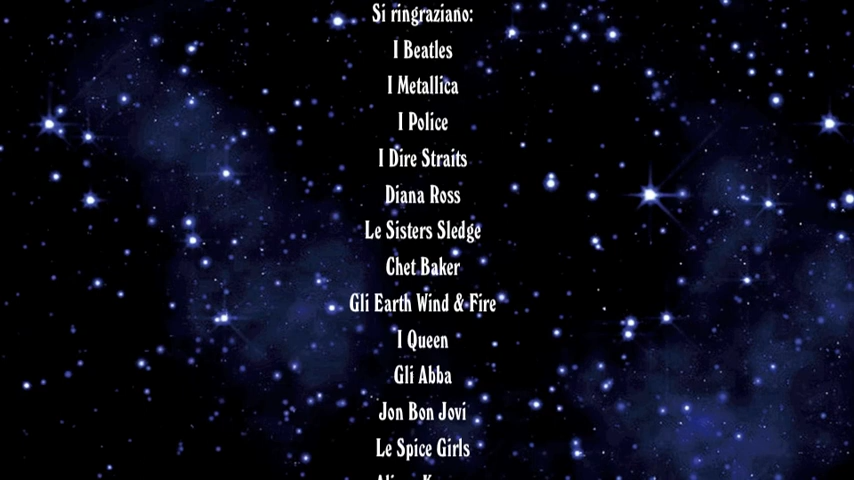 Si ringraziano:
I Beatles
I Metallica
I Police
I Dire Straits
Diana Ross
Le Sisters Sledge
Chet Baker
Gli Earth Wind & Fire
I Queen
Gli Abba
Jon Bon Jovi
Le Spice Girls